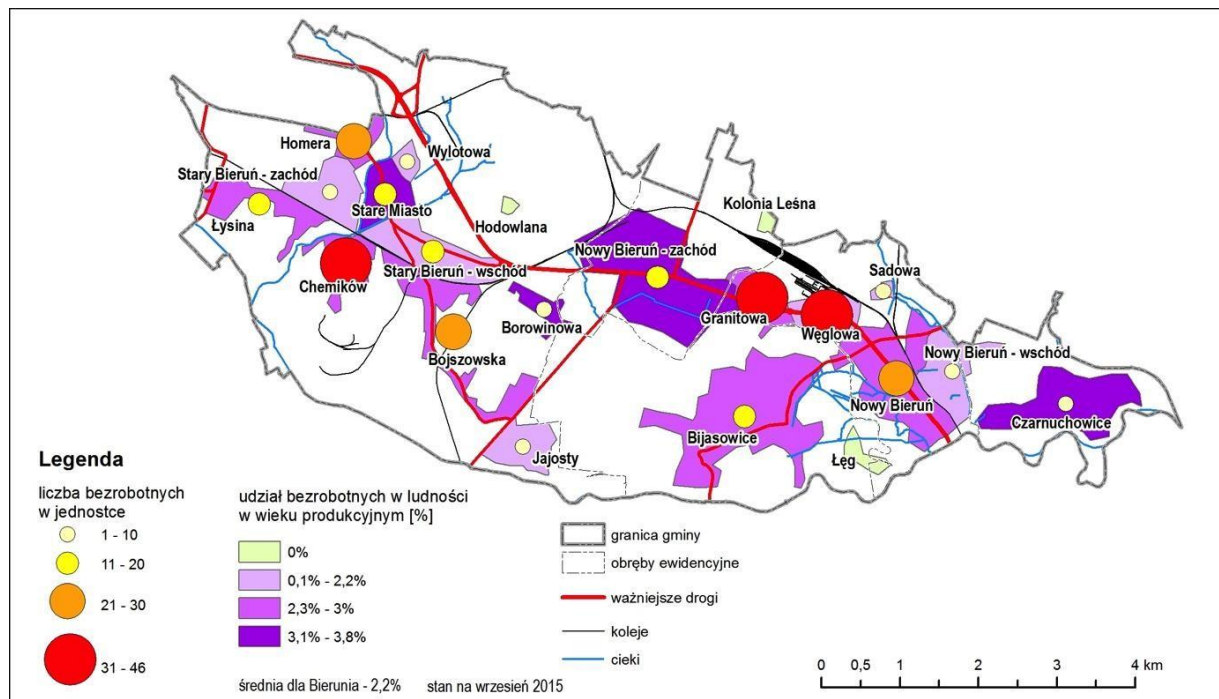 Homera
Wylotowa
Stary Bieruń - zachód
Stare Miasto
Łysina
Hodowlana
Kolonia Leśna
Nowy Bieruń - zachód
Stary Bieruń - wschód
Sadowa
Chemików
Borowinowa
Granitowa
Węglowa
Bojszowska
Nowy Bieruń - wschód
Nowy Bieruń
Czarnuchowice
Bijasowice
Jajosty
Łęg
Legenda
liczba bezrobotnych
w jednostce
1 - 10
11 - 20
21 - 30
31 - 46
udział bezrobotnych w ludności
w wieku produkcyjnym [%]
0%
0,1% - 2,2%
2,3% - 3%
3,1% - 3,8%
średnia dla Bierunia - 2,2% stan na wrzesień 2015
granica gminy
obręby ewidencyjne
ważniejsze drogi
koleje
cieki
0 0,5 1 2 3 4 km